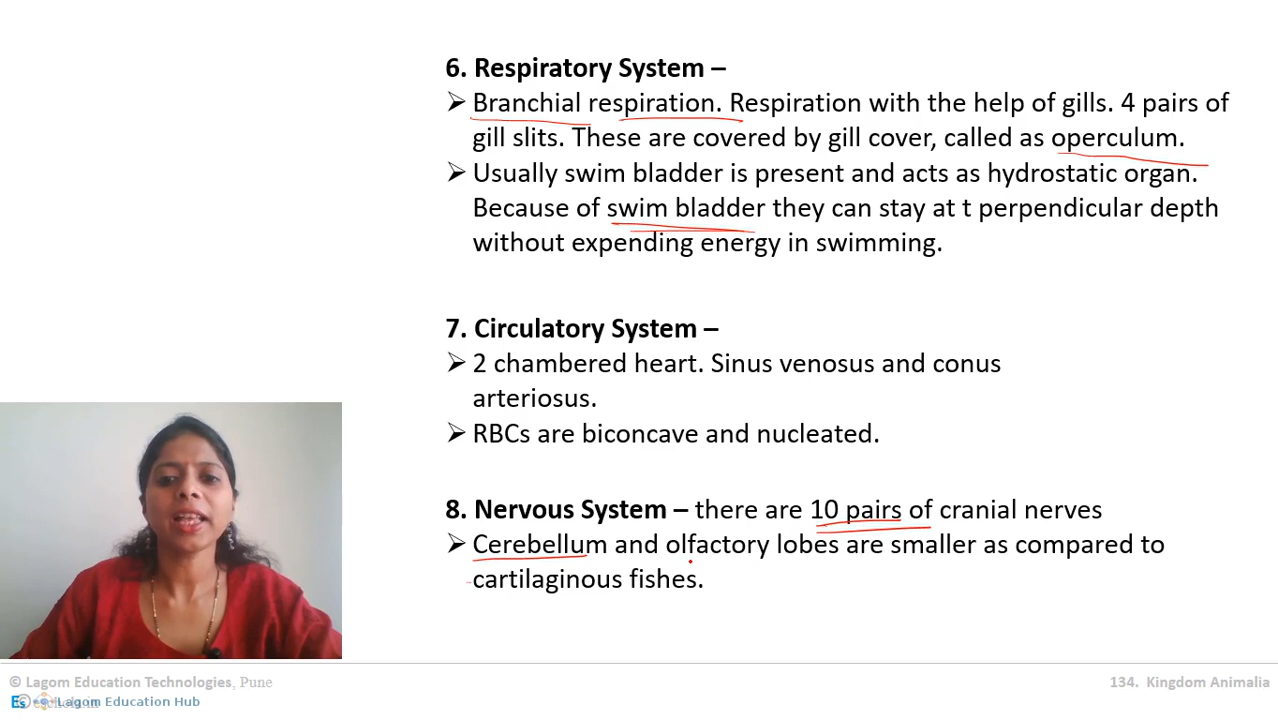 6. Respiratory System –
➢ Branchial respiration. Respiration with the help of gills. 4 pairs of
gill slits. These are covered by gill cover, called as operculum.
➢ Usually swim bladder is present and acts as hydrostatic organ.
Because of swim bladder they can stay at t perpendicular depth
without expending energy in swimming.
7. Circulatory System –
➢ 2 chambered heart. Sinus venosus and conus
arteriosus.
➢ RBCs are biconcave and nucleated.
8. Nervous System – there are 10 pairs of cranial nerves
➢ Cerebellum and olfactory lobes are smaller as compared to
cartilaginous fishes.
© Lagom Education Technologies, Pune
134. Kingdom Animalia
Lagom Education Hub